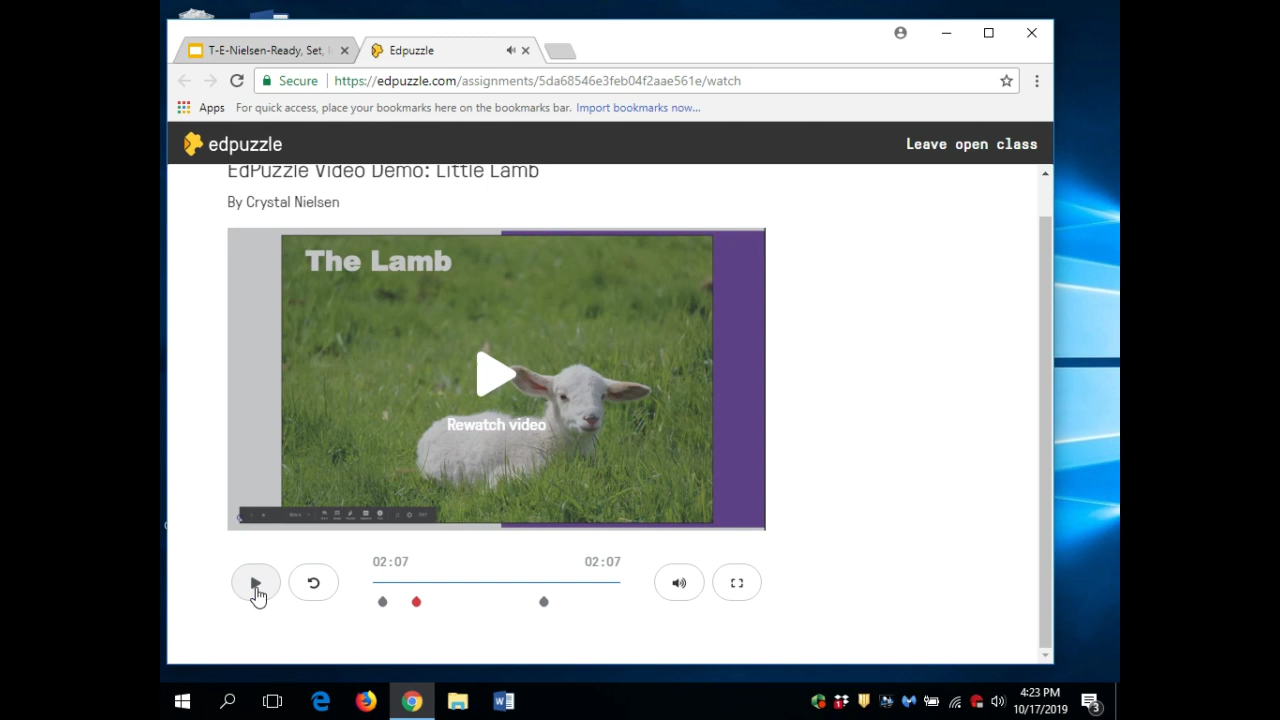 T-E-Nielsen-Ready, Set,
Edpuzzle
Secure
https://edpuzzle.com/assignments/5da68546e3feb04f2aae561e/watch
Apps
For quick access, place your bookmarks here on the bookmarks bar. Import bookmarks now...
edpuzzle
Leave open class
EdPuzzle Video Demo: Little Lamb
By Crystal Nielsen
The Lamb
Rewatch video
02:07
02:07
4:23 PM
10/17/2019
3